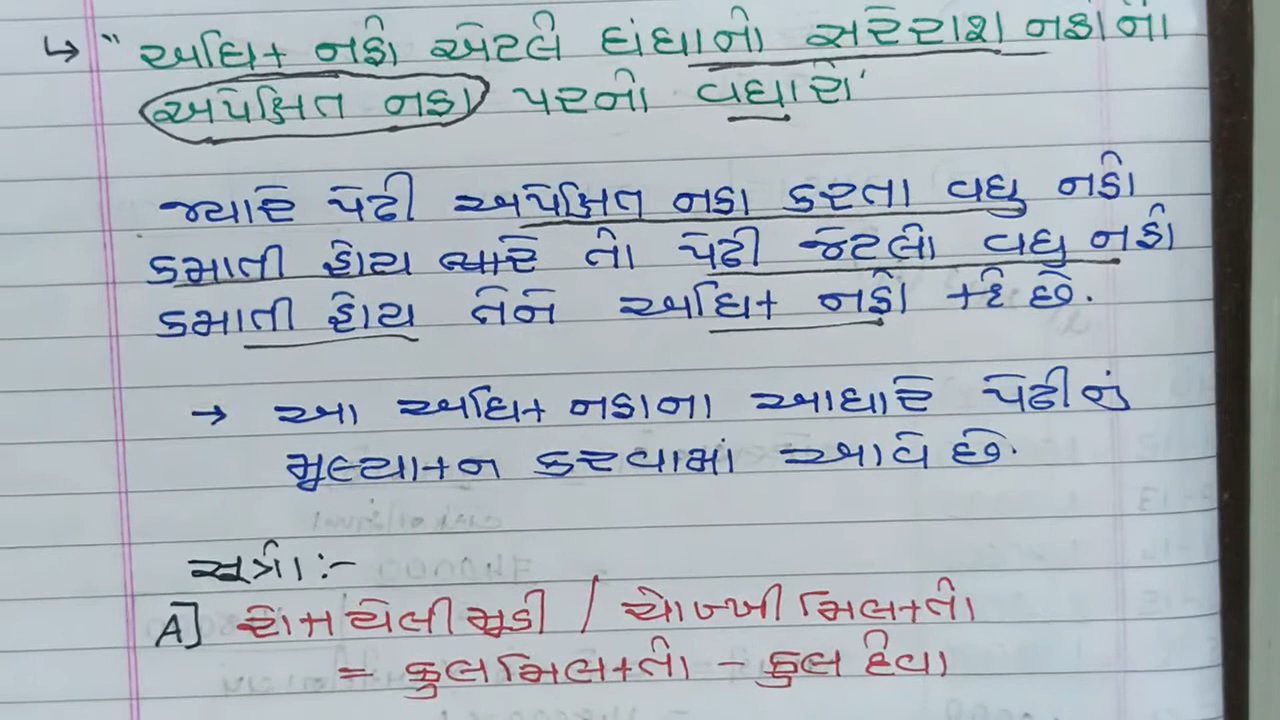 ↳ “ અધિક નફો એટલે ધંધાનો સરેરાશ નફાનો
અપેક્ષિત નફા પરનો વધારો'
જ્યારે પેઢી અપેક્ષિત નફા કરતા વધુ નફો
કમાતી હોય ત્યારે તો પેઢી જેટલો વધુ નફો
કમાતી હોય તેને અધિક નફો કહે છે.
→ આ અધિક નફાના આધારે પેઢીનું
મૂલ્યાકન કરવામાં આવે છે.
સૂત્રો :-
A] રોકાયેલી મૂડી / ચોખ્ખી મિલકતો
= કુલ મિલકતો - કુલ દેવા